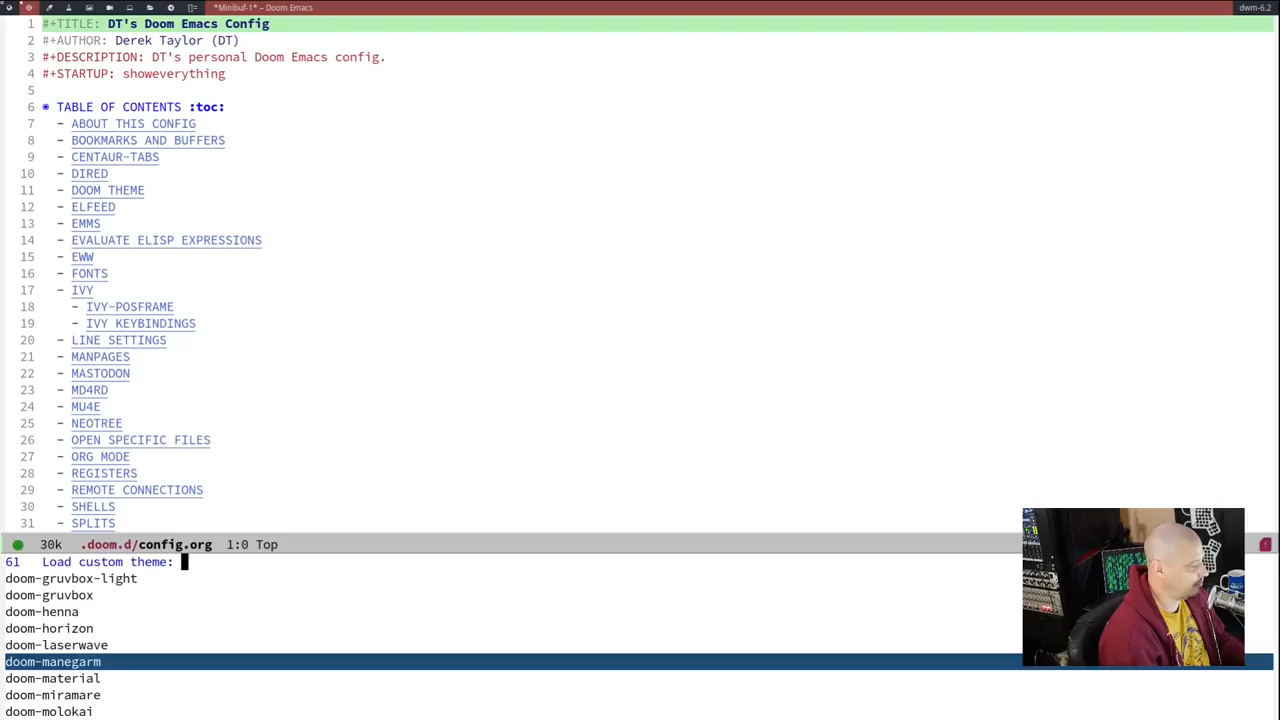 []= *Minibuf-1* – Doom Emacs dwm-6.2
1 #+TITLE: DT's Doom Emacs Config
2 #+AUTHOR: Derek Taylor (DT)
3 #+DESCRIPTION: DT's personal Doom Emacs config.
4 #+STARTUP: showeverything
5
6 ◉ TABLE OF CONTENTS :toc:
7 - ABOUT THIS CONFIG
8 - BOOKMARKS AND BUFFERS
9 - CENTAUR-TABS
10 - DIRED
11 - DOOM THEME
12 - ELFEED
13 - EMMS
14 - EVALUATE ELISP EXPRESSIONS
15 - EWW
16 - FONTS
17 - IVY
18 - IVY-POSFRAME
19 - IVY KEYBINDINGS
20 - LINE SETTINGS
21 - MANPAGES
22 - MASTODON
23 - MD4RD
24 - MU4E
25 - NEOTREE
26 - OPEN SPECIFIC FILES
27 - ORG MODE
28 - REGISTERS
29 - REMOTE CONNECTIONS
30 - SHELLS
31 - SPLITS
30k .doom.d/config.org 1:0 Top
61 Load custom theme:
doom-gruvbox-light
doom-gruvbox
doom-henna
doom-horizon
doom-laserwave
doom-manegarm
doom-material
doom-miramare
doom-molokai